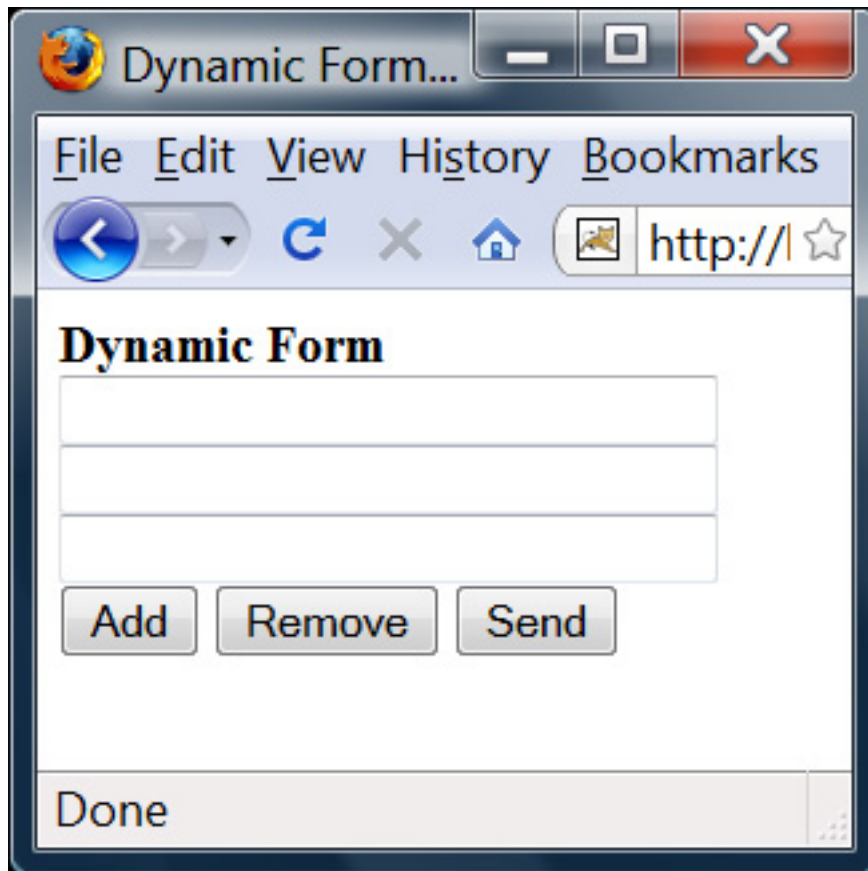 Dynamic Form...
File Edit View History Bookmarks
http://
Dynamic Form
Add Remove Send
Done